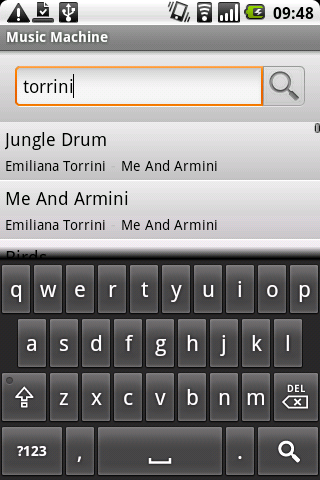 09:48
Music Machine
torrini
Jungle Drum
Emiliana Torrini · Me And Armini
Me And Armini
Emiliana Torrini · Me And Armini
Birds
q w e r t y u i o p
a s d f g h j k l
z x c v b n m DEL
?123 , .